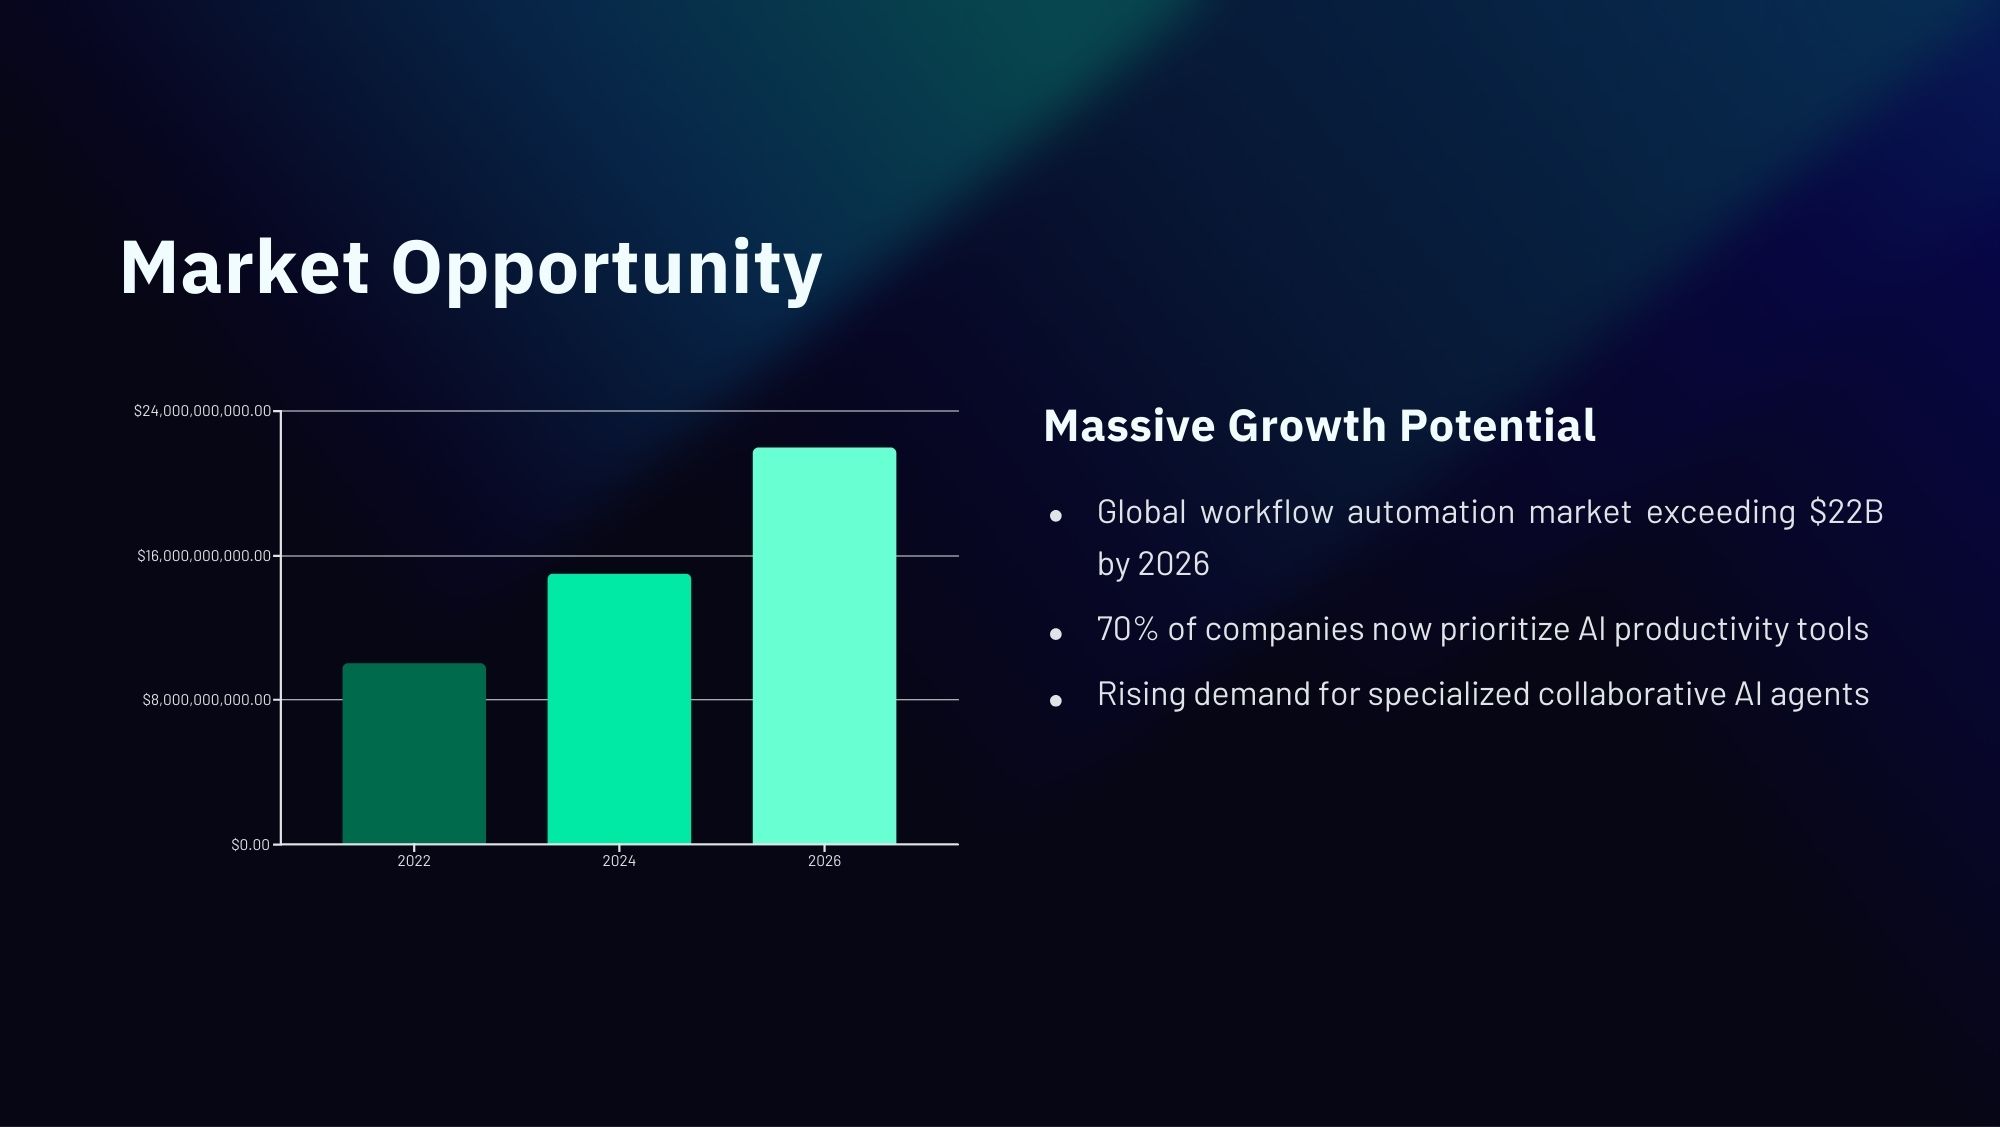 Market Opportunity
$24,000,000,000.00
$16,000,000,000.00
$8,000,000,000.00
$0.00
2022
2024
2026
Massive Growth Potential
• Global workflow automation market exceeding $22B
by 2026
• 70% of companies now prioritize AI productivity tools
• Rising demand for specialized collaborative AI agents